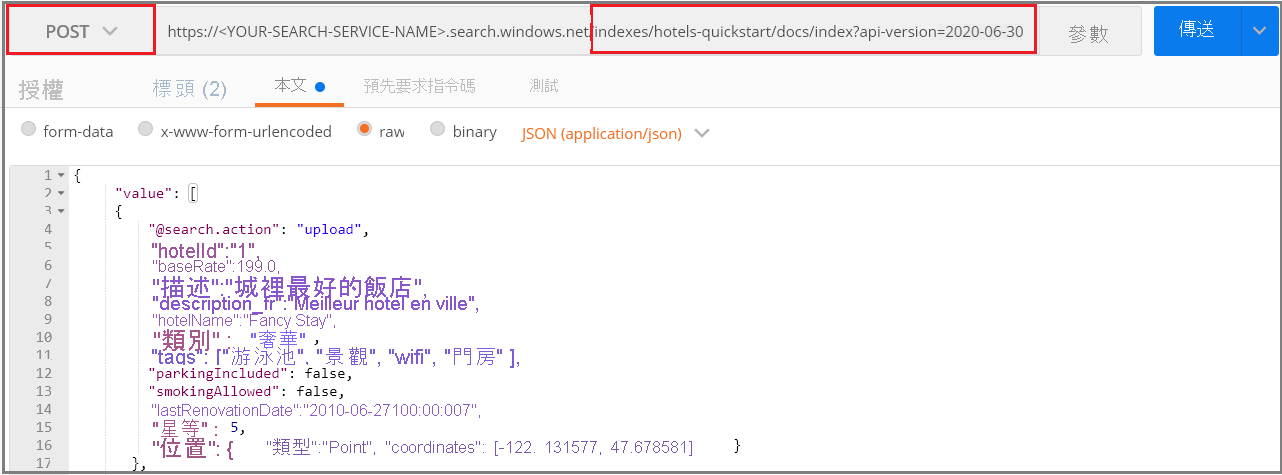 POST https://<YOUR-SEARCH-SERVICE-NAME>.search.windows.net/indexes/hotels-quickstart/docs/index?api-version=2020-06-30 參數 傳送
授權 標頭 (2) 本文 預先要求指令碼 測試
form-data x-www-form-urlencoded raw binary JSON (application/json)
1 {
2 "value": [
3 {
4 "@search.action": "upload",
5 "hotelId":"1",
6 "baseRate":199.0,
7 "描述":"城裡最好的飯店",
8 "description_fr":"Meilleur hotel en ville",
9 "hotelName":"Fancy Stay",
10 "類別" : "奢華" ,
11 "tags": ["游泳池", "景觀", "wifi", "門房" ],
12 "parkingIncluded": false,
13 "smokingAllowed": false,
14 "lastRenovationDate":"2010-06-27100:00:007",
15 "星等" : 5,
16 "位置": { "類型":"Point", "coordinates": [-122. 131577, 47.678581] }
17 },